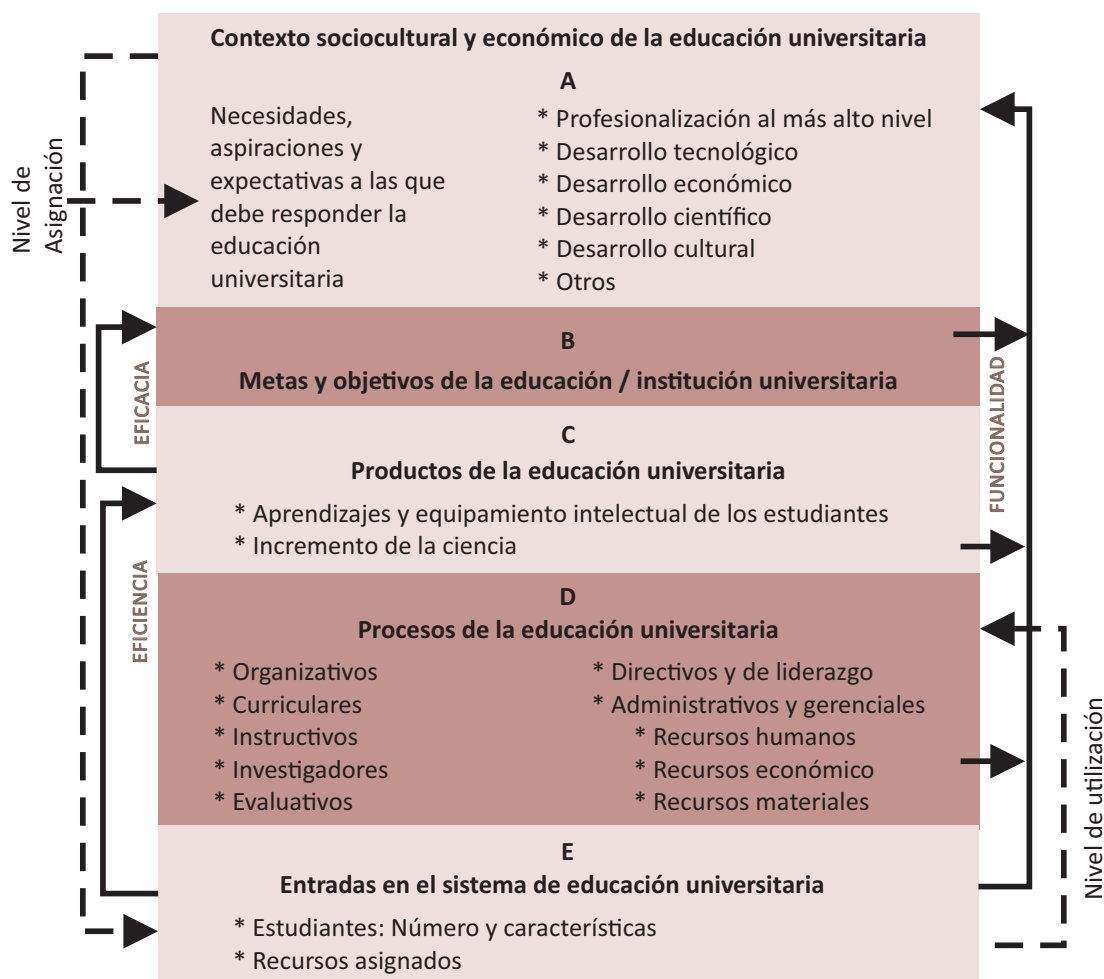 Contexto sociocultural y económico de la educación universitaria
A
Necesidades,
aspiraciones y
expectativas a las que
debe responder la
educación
universitaria
* Profesionalización al más alto nivel
* Desarrollo tecnológico
* Desarrollo económico
* Desarrollo científico
* Desarrollo cultural
* Otros
Nivel de
Asignación
B
Metas y objetivos de la educación / institución universitaria
EFICACIA
FUNCIONALIDAD
C
Productos de la educación universitaria
* Aprendizajes y equipamiento intelectual de los estudiantes
* Incremento de la ciencia
EFICIENCIA
D
Procesos de la educación universitaria
* Organizativos
* Curriculares
* Instructivos
* Investigadores
* Evaluativos
* Directivos y de liderazgo
* Administrativos y gerenciales
* Recursos humanos
* Recursos económico
* Recursos materiales
Nivel de utilización
E
Entradas en el sistema de educación universitaria
* Estudiantes: Número y características
* Recursos asignados